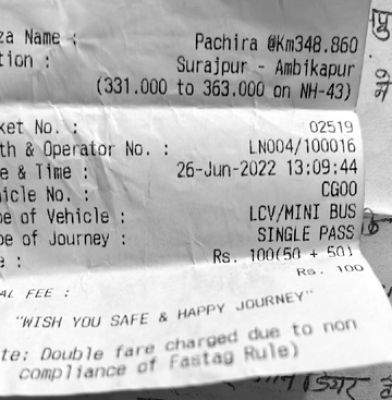 za Name : Pachira @Km348.860
tion : Surajpur - Ambikapur
(331.000 to 363.000 on NH-43)
ket No. : 02519
th & Operator No. : LN004/100016
e & Time : 26-Jun-2022 13:09:44
icle No. : CG00
pe of Vehicle : LCV/MINI BUS
pe of Journey : SINGLE PASS
e : Rs. 100(50 + 50)
Rs. 100
AL FEE :
"WISH YOU SAFE & HAPPY JOURNEY"
te: Double fare charged due to non
compliance of Fastag Rule)